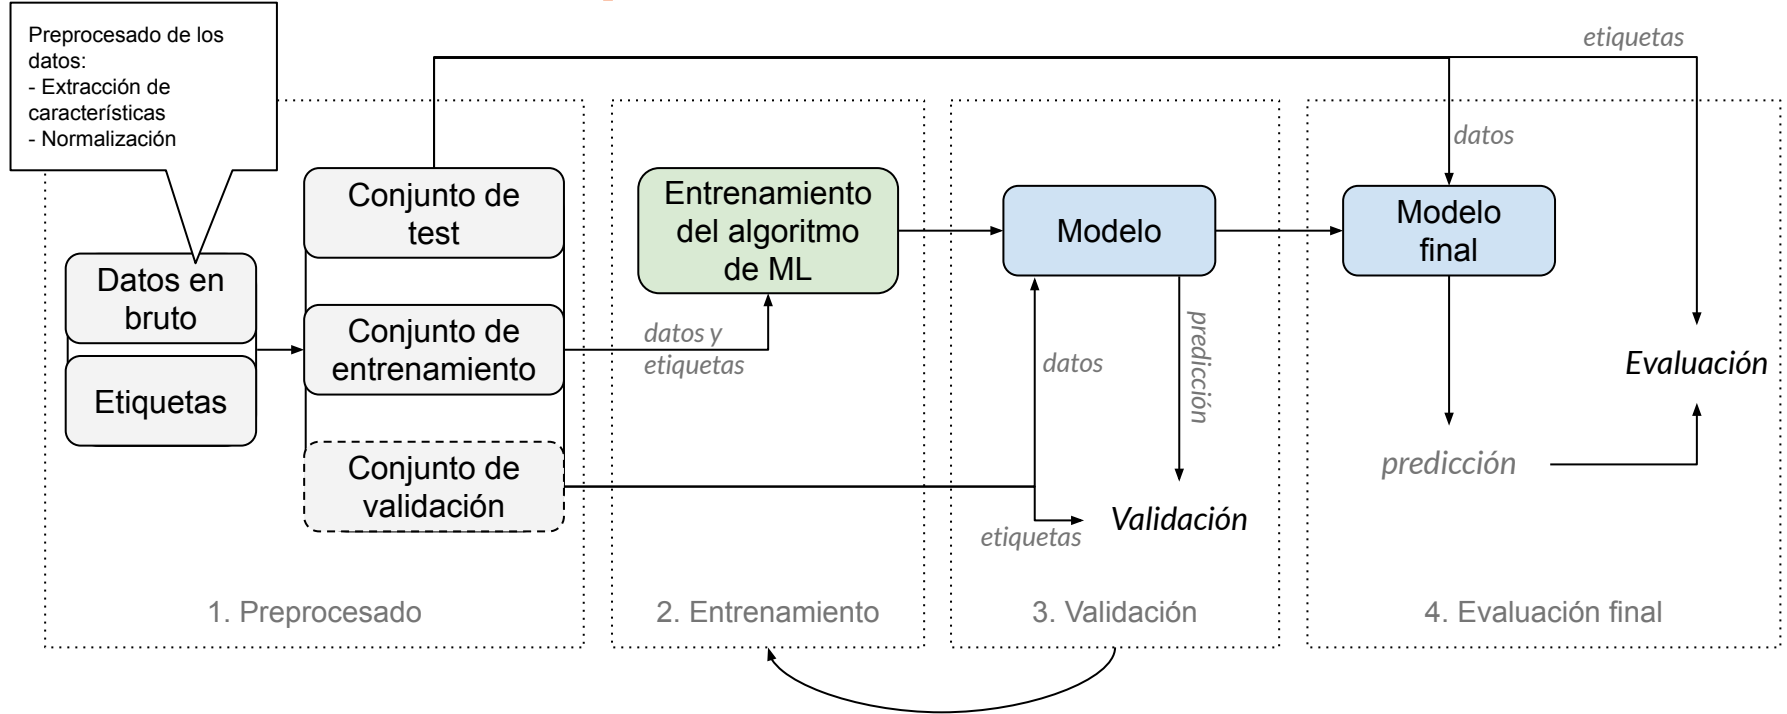 Preprocesado de los
datos:
- Extracción de
características
- Normalización
Datos en
bruto
Etiquetas
Conjunto de
test
Conjunto de
entrenamiento
Conjunto de
validación
1. Preprocesado
datos y
etiquetas
Entrenamiento
del algoritmo
de ML
2. Entrenamiento
Modelo
datos
predicción
etiquetas
Validación
3. Validación
etiquetas
datos
Modelo
final
predicción
Evaluación
4. Evaluación final